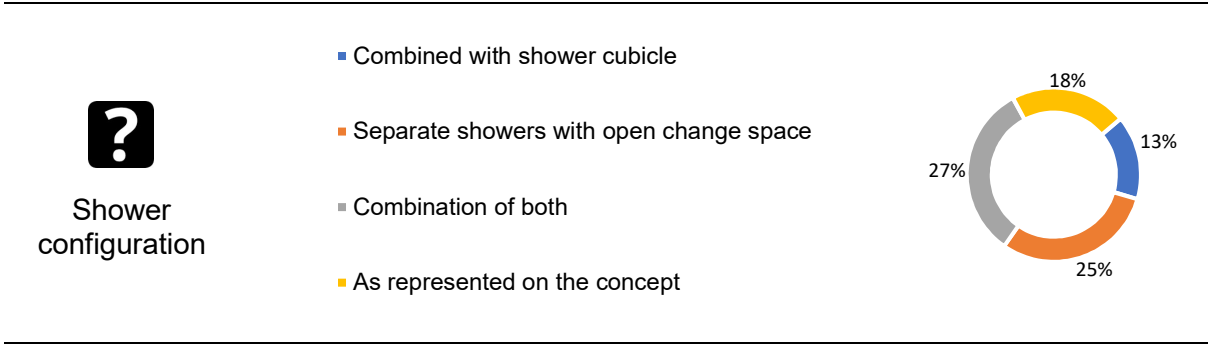 ?
Shower
configuration
Combined with shower cubicle
Separate showers with open change space
Combination of both
As represented on the concept
18%
13%
27%
25%